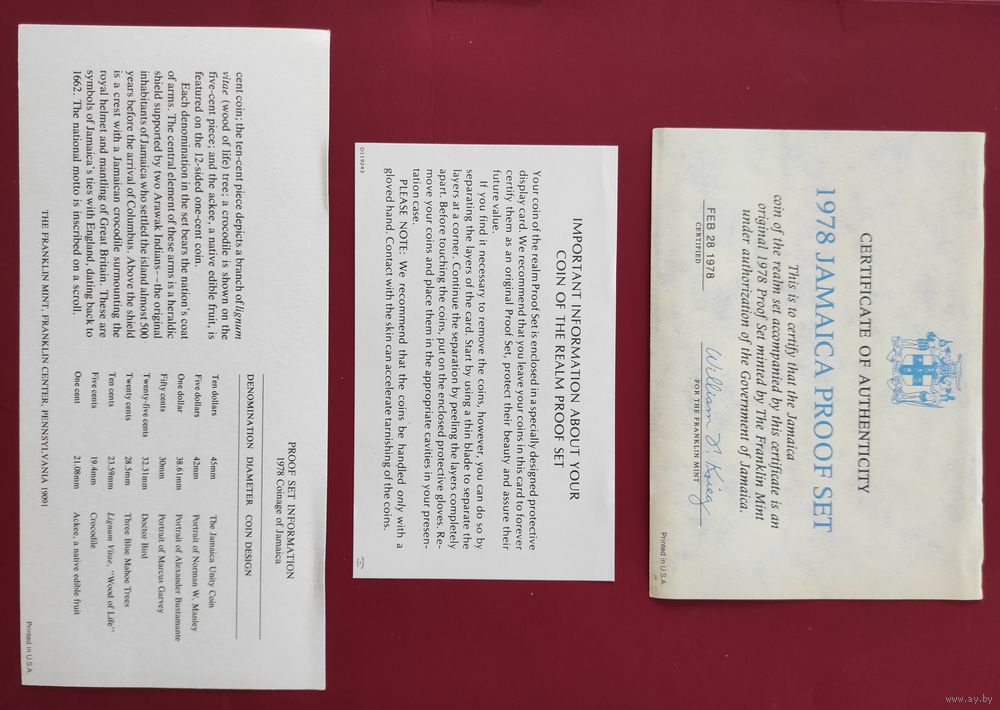 CERTIFICATE OF AUTHENTICITY
1978 JAMAICA PROOF SET
This is to certify that the Jamaica
coin of the realm set accompanied by this certificate is an
original 1978 Proof Set minted by The Franklin Mint
under authorization of the Government of Jamaica.
FEB 28 1978
CERTIFIED
William L. Krieg
FOR THE FRANKLIN MINT
Printed in U.S.A.
IMPORTANT INFORMATION ABOUT YOUR
COIN OF THE REALM PROOF SET
Your coin of the realm Proof Set is enclosed in a specially designed protective
display card. We recommend that you leave your coins in this card to forever
certify them as an original Proof Set, protect their beauty and assure their
future value.
If you find it necessary to remove the coins, however, you can do so by
separating the layers of the card. Start by using a thin blade to separate the
layers at a corner. Continue the separation by peeling the layers completely
apart. Before touching the coins, put on the enclosed protective gloves. Re-
move your coins and place them in the appropriate cavities in your presen-
tation case.
PLEASE NOTE: We recommend that the coins be handled only with a
gloved hand. Contact with the skin can accelerate tarnishing of the coins.
0119243
cent coin; the ten-cent piece depicts a branch of lignum
vitae (wood of life) tree; a crocodile is shown on the
five-cent piece; and the ackee, a native edible fruit, is
featured on the 12-sided one-cent coin.
Each denomination in the set bears the nation's coat
of arms. The central element of these arms is a heraldic
shield supported by two Arawak Indians--the original
inhabitants of Jamaica who settled the island almost 500
years before the arrival of Columbus. Above the shield
is a crest with a Jamaican crocodile surmounting the
royal helmet and mantling of Great Britain. These are
symbols of Jamaica's ties with England, dating back to
1662. The national motto is inscribed on a scroll.
PROOF SET INFORMATION
1978 Coinage of Jamaica
DENOMINATION DIAMETER COIN DESIGN
Ten dollars 45mm The Jamaica Unity Coin
Five dollars 42mm Portrait of Norman W. Manley
One dollar 38.61mm Portrait of Alexander Bustamante
Fifty cents 30mm Portrait of Marcus Garvey
Twenty-five cents 32.31mm Doctor Bird
Twenty cents 28.5mm Three Blue Mahoe Trees
Ten cents 23.59mm Lignum Vitae, "Wood of Life"
Five cents 19.4mm Crocodile
One cent 21.08mm Ackee, a native edible fruit
THE FRANKLIN MINT, FRANKLIN CENTER, PENNSYLVANIA 19091
Printed in U.S.A.
www.ay.by